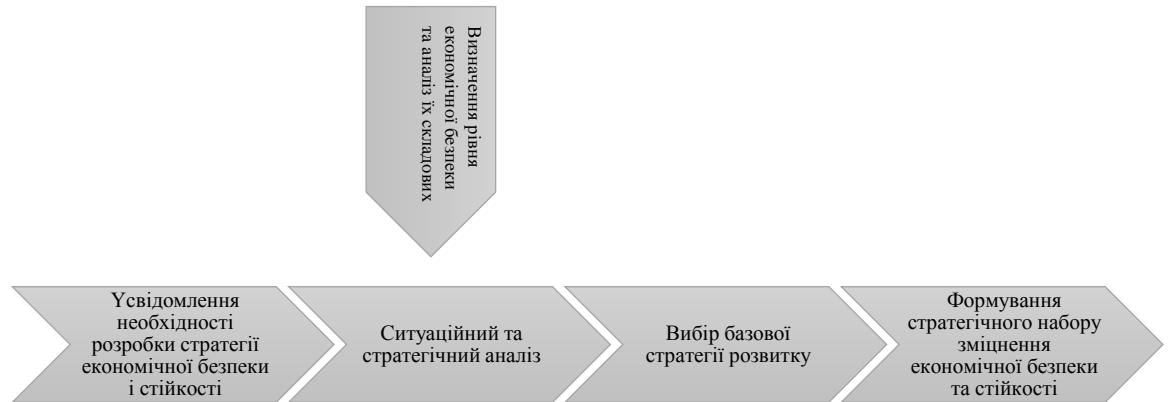 Визначення рівня
економічної безпеки
та аналіз їх складових
Yсвідомлення
необхідності
розробки стратегії
економічної безпеки
і стійкості
Ситуаційний та
стратегічний аналіз
Вибір базової
стратегії розвитку
Формування
стратегічного набору
зміцнення
економічної безпеки
та стійкості